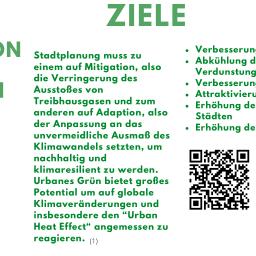 ZIELE
ON
Stadtplanung muss zu
einem auf Mitigation, also
die Verringerung des
Ausstoßes von
Treibhausgasen und zum
anderen auf Adaption, also
der Anpassung an das
unvermeidliche Ausmaß des
Klimawandels setzten, um
nachhaltig und
klimaresilient zu werden.
Urbanes Grün bietet großes
Potential um auf globale
Klimaveränderungen und
insbesondere den "Urban
Heat Effect" angemessen zu
reagieren. (1)
• Verbesserung
• Abkühlung d
Verdunstung
• Verbesserun
• Attraktivieru
• Erhöhung de
Städten
• Erhöhung de